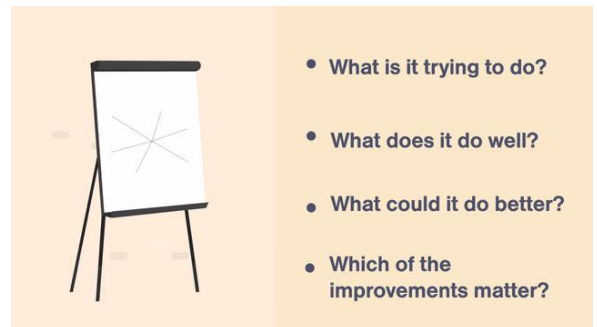 What is it trying to do?
What does it do well?
What could it do better?
Which of the
improvements matter?